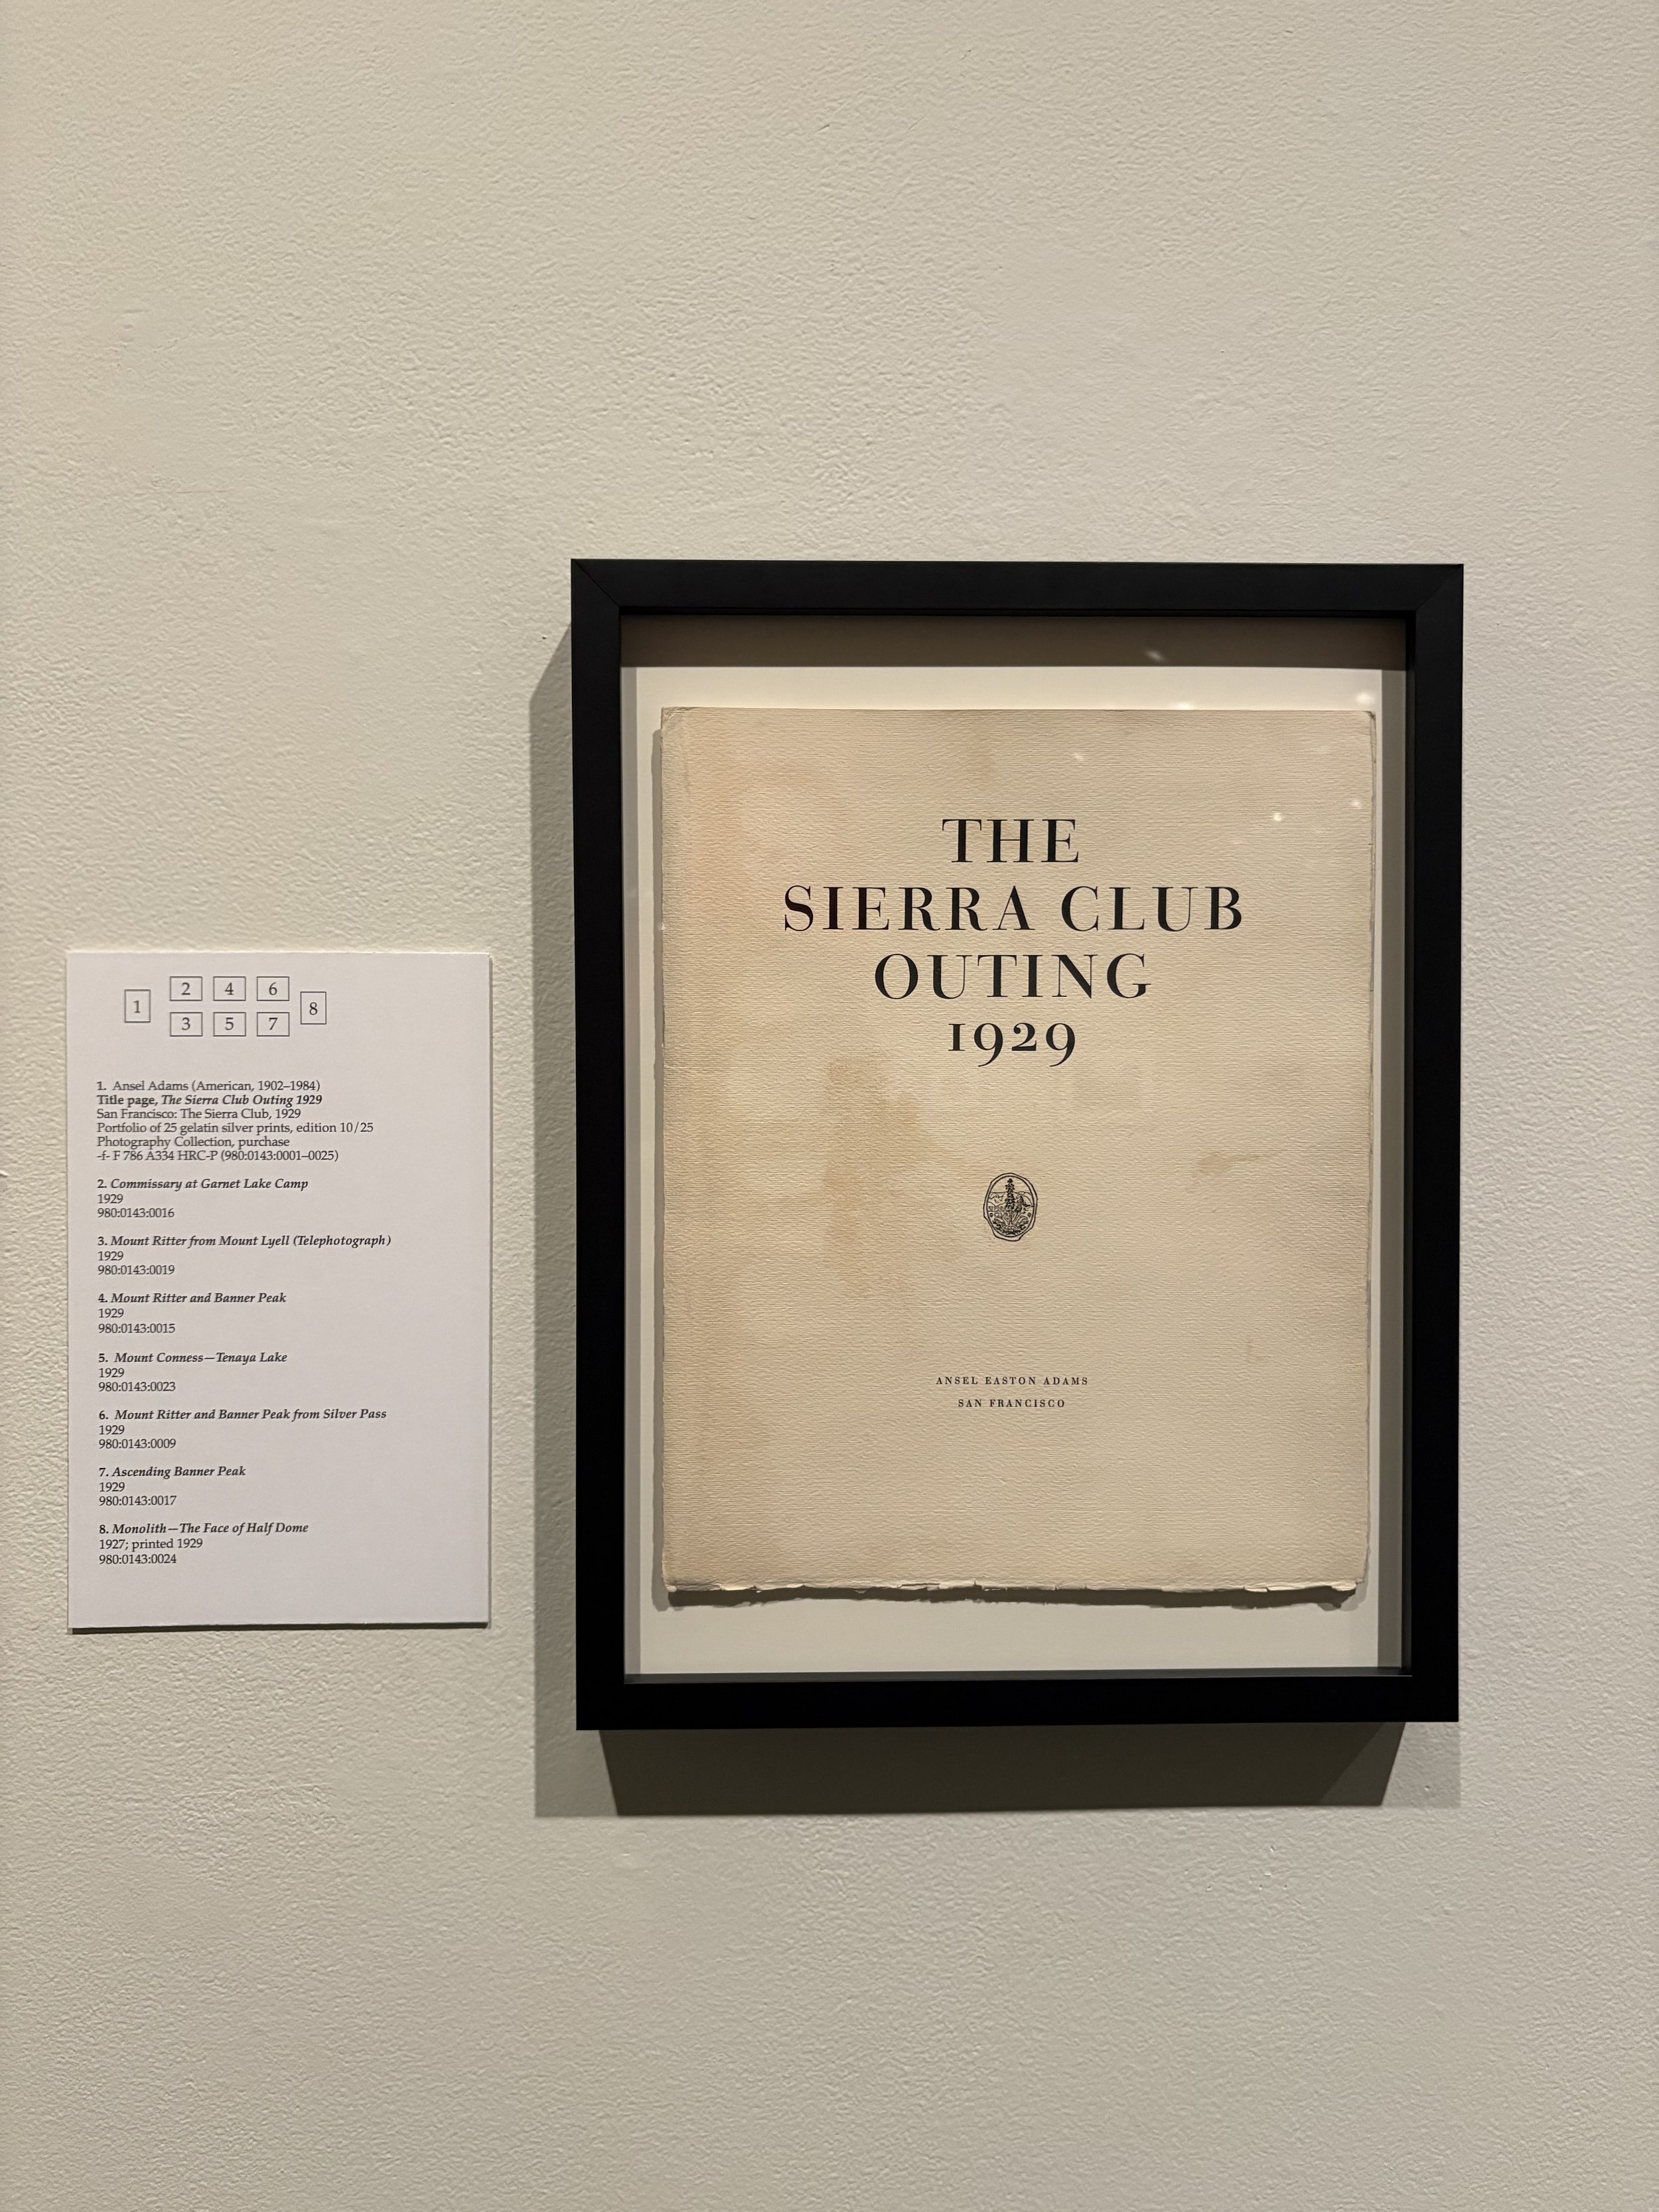 1
2 4 6
3 5 7
8
1. Ansel Adams (American, 1902–1984)
Title page, The Sierra Club Outing 1929
San Francisco: The Sierra Club, 1929
Portfolio of 25 gelatin silver prints, edition 10/25
Photography Collection, purchase
-f- F 786 A334 HRC-P (980:0143:0001–0025)
2. Commissary at Garnet Lake Camp
1929
980:0143:0016
3. Mount Ritter from Mount Lyell (Telephotograph)
1929
980:0143:0019
4. Mount Ritter and Banner Peak
1929
980:0143:0015
5. Mount Conness—Tenaya Lake
1929
980:0143:0023
6. Mount Ritter and Banner Peak from Silver Pass
1929
980:0143:0009
7. Ascending Banner Peak
1929
980:0143:0017
8. Monolith—The Face of Half Dome
1927; printed 1929
980:0143:0024
THE
SIERRA CLUB
OUTING
1929
ANSEL EASTON ADAMS
SAN FRANCISCO